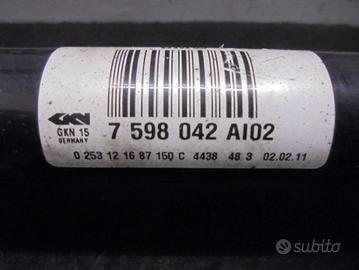 GKN
GKN 15
GERMANY
7 598 042 AI02
0 253 12 16 87 150 C 4438 48 3 02.02.11
subito